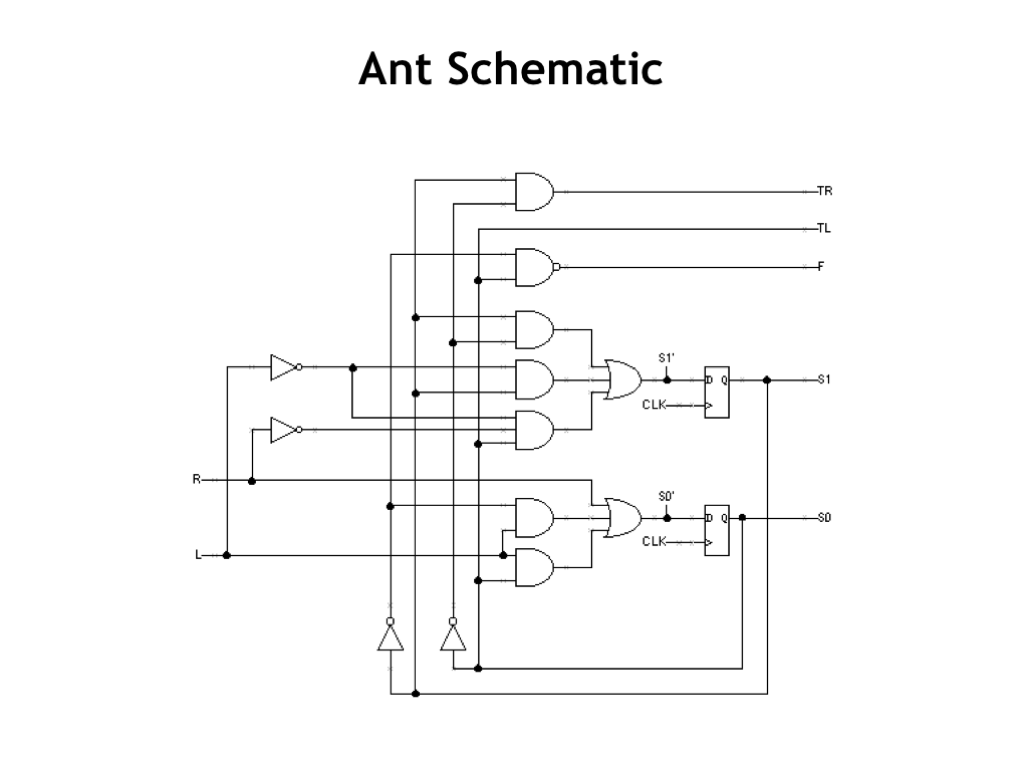 Ant Schematic
TR
TL
F
S1'
D Q
S1
CLK
R
S0'
D Q
S0
CLK
L